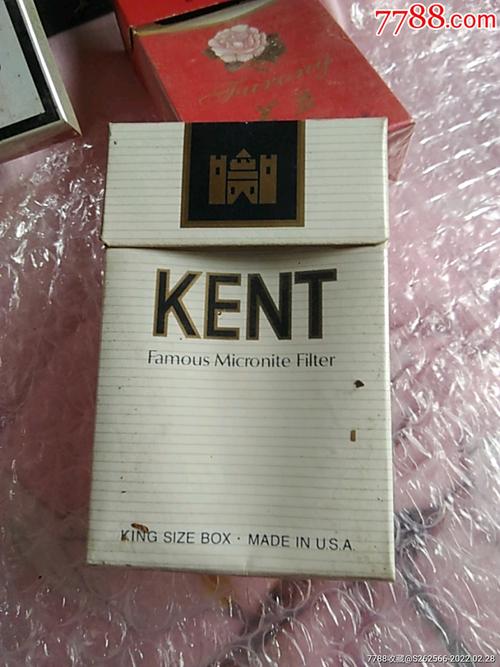 7788.com
Furong
KENT
Famous Micronite Filter
KING SIZE BOX · MADE IN U.S.A.
7788收藏@S262566-2022.02.28